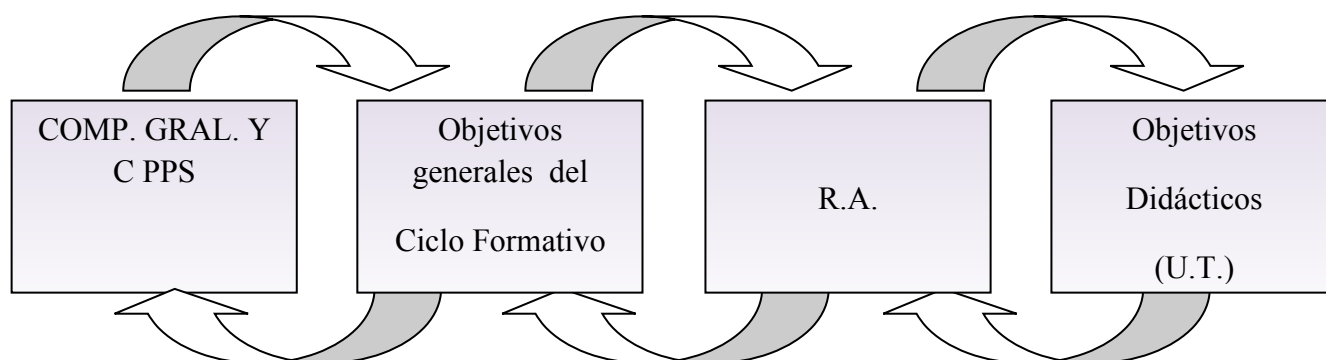 COMP. GRAL. Y
C PPS
Objetivos
generales del
Ciclo Formativo
R.A.
Objetivos
Didácticos
(U.T.)